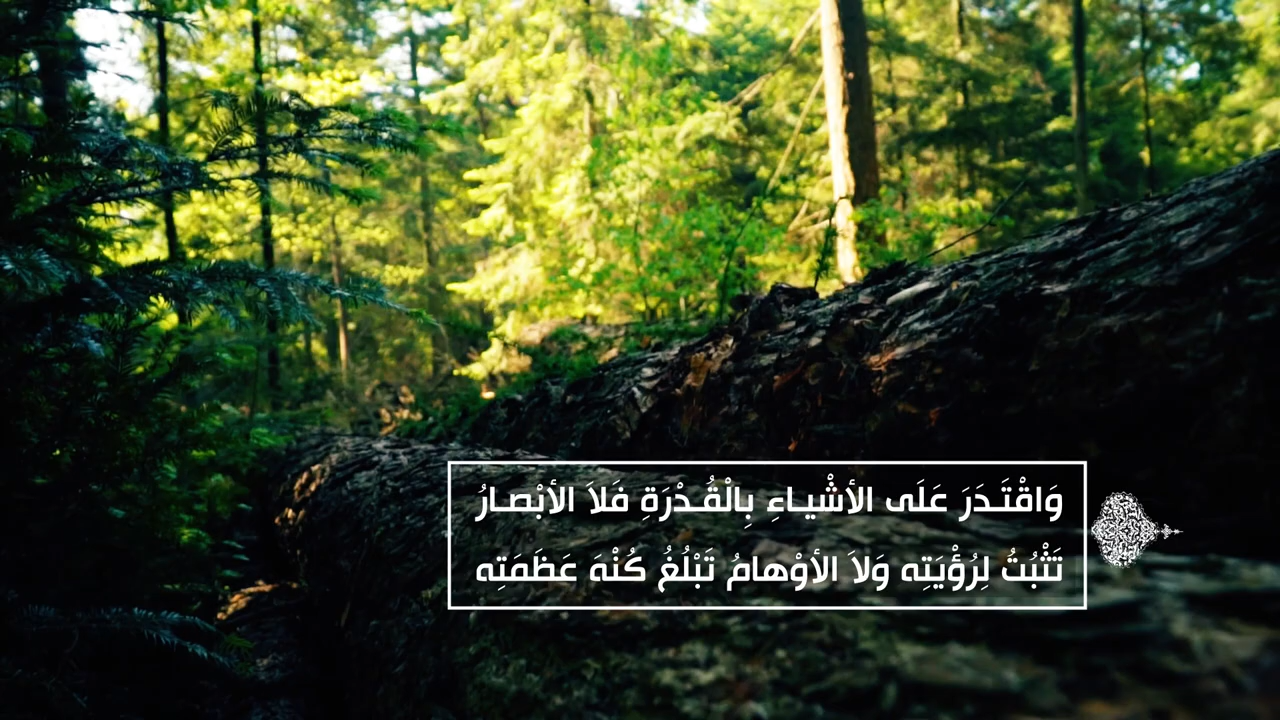 وَاقْتَـدَرَ عَلَى الأشْيـاءِ بِالْقُـدْرَةِ فَلاَ الأبْصـارُ
تَثْبُتُ لِرُؤْيَتِه وَلاَ الأوْهامُ تَبْلُغُ كُنْهَ عَظَمَتِه